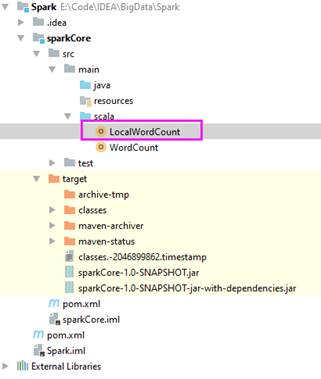 Spark E:\Code\IDEA\BigData\Spark
.idea
sparkCore
src
main
java
resources
scala
LocalWordCount
WordCount
test
target
archive-tmp
classes
maven-archiver
maven-status
classes.-2046899862.timestamp
sparkCore-1.0-SNAPSHOT.jar
sparkCore-1.0-SNAPSHOT-jar-with-dependencies.jar
pom.xml
sparkCore.iml
pom.xml
Spark.iml
External Libraries